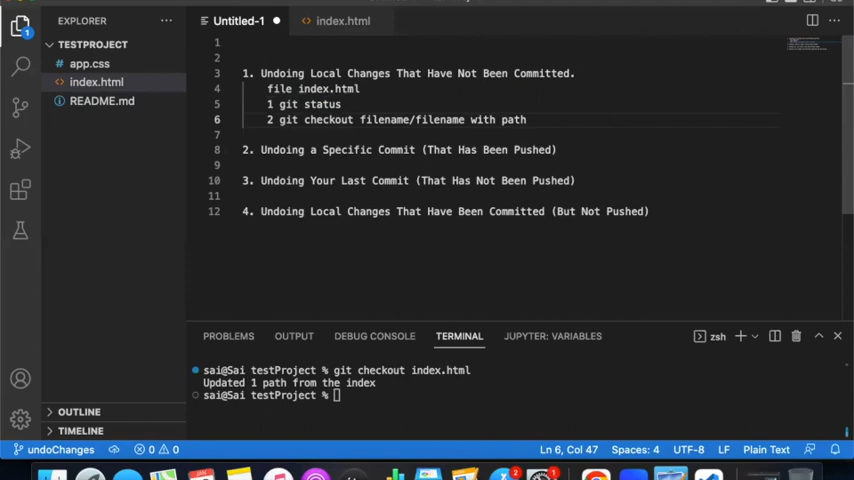 EXPLORER
Untitled-1
index.html
1
TESTPROJECT
app.css
index.html
README.md
1
2
3 1. Undoing Local Changes That Have Not Been Committed.
4 file index.html
5 1 git status
6 2 git checkout filename/filename with path
7
8 2. Undoing a Specific Commit (That Has Been Pushed)
9
10 3. Undoing Your Last Commit (That Has Not Been Pushed)
11
12 4. Undoing Local Changes That Have Been Committed (But Not Pushed)
PROBLEMS OUTPUT DEBUG CONSOLE TERMINAL JUPYTER: VARIABLES zsh
sai@Sai testProject % git checkout index.html
Updated 1 path from the index
sai@Sai testProject %
OUTLINE
TIMELINE
undoChanges 0 0 Ln 6, Col 47 Spaces: 4 UTF-8 LF Plain Text
2
1